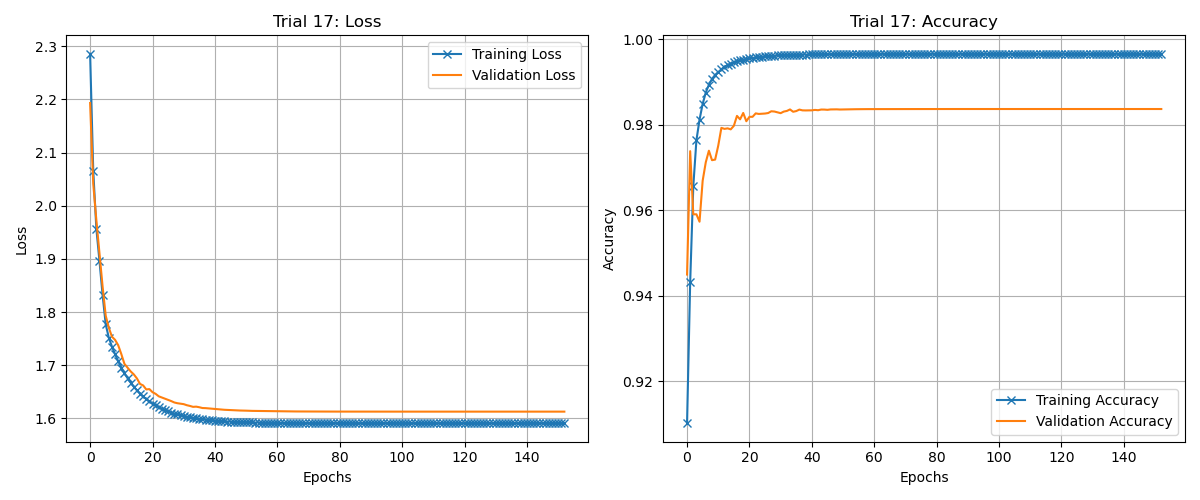 Trial 17: Loss
2.3
2.2
2.1
2.0
1.9
1.8
1.7
1.6
Loss
0 20 40 60 80 100 120 140
Epochs
Training Loss
Validation Loss
Trial 17: Accuracy
1.00
0.98
0.96
0.94
0.92
Accuracy
0 20 40 60 80 100 120 140
Epochs
Training Accuracy
Validation Accuracy